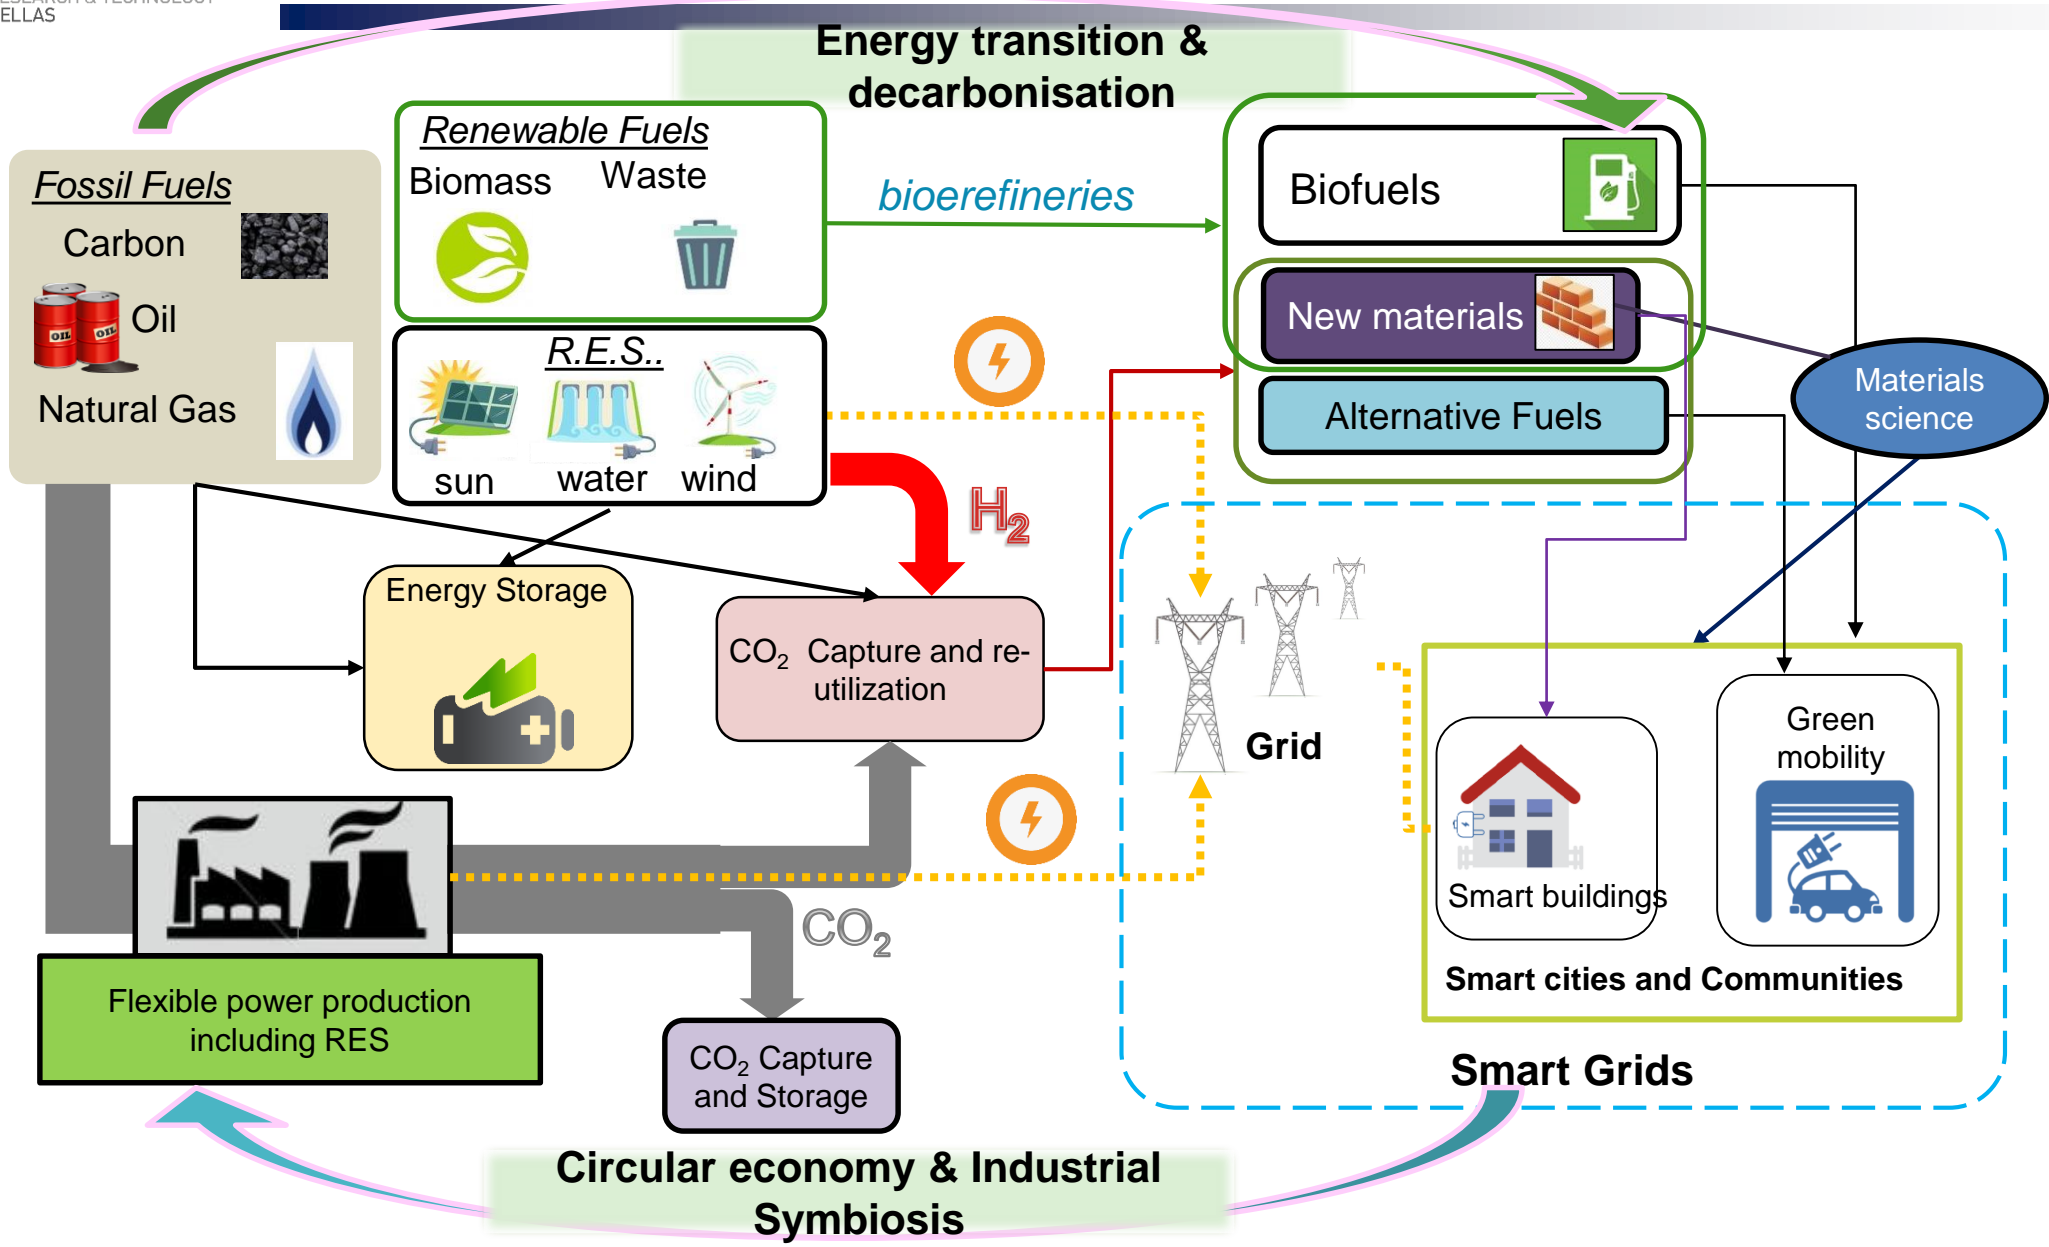 ELLAS
Energy transition &
decarbonisation
Fossil Fuels
Carbon
Oil
OIL
OIL
Natural Gas
Renewable Fuels
Biomass
Waste
bioerefineries
R.E.S..
sun
water
wind
H2
Biofuels
New materials
Alternative Fuels
Materials
science
Energy Storage
CO2 Capture and re-
utilization
Grid
Green
mobility
Smart buildings
Smart cities and Communities
Smart Grids
CO2
Flexible power production
including RES
CO2 Capture
and Storage
Circular economy & Industrial
Symbiosis